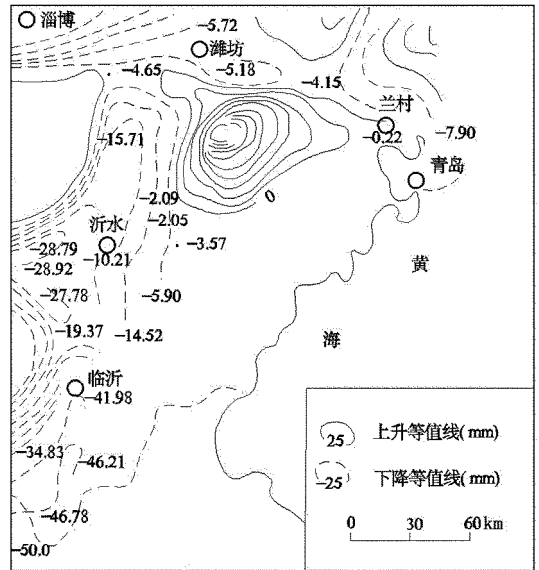 淄博
-5.72
潍坊
-4.65
-5.18
-4.15
兰村
-0.22
-7.90
-15.71
青岛
0
-2.09
沂水
-2.05
-28.79
-10.21
-3.57
-28.92
黄
-27.78
-5.90
-19.37
-14.52
海
临沂
-41.98
-34.83
-46.21
-46.78
-50.0
25 上升等值线(mm)
-25 下降等值线(mm)
0 30 60 km